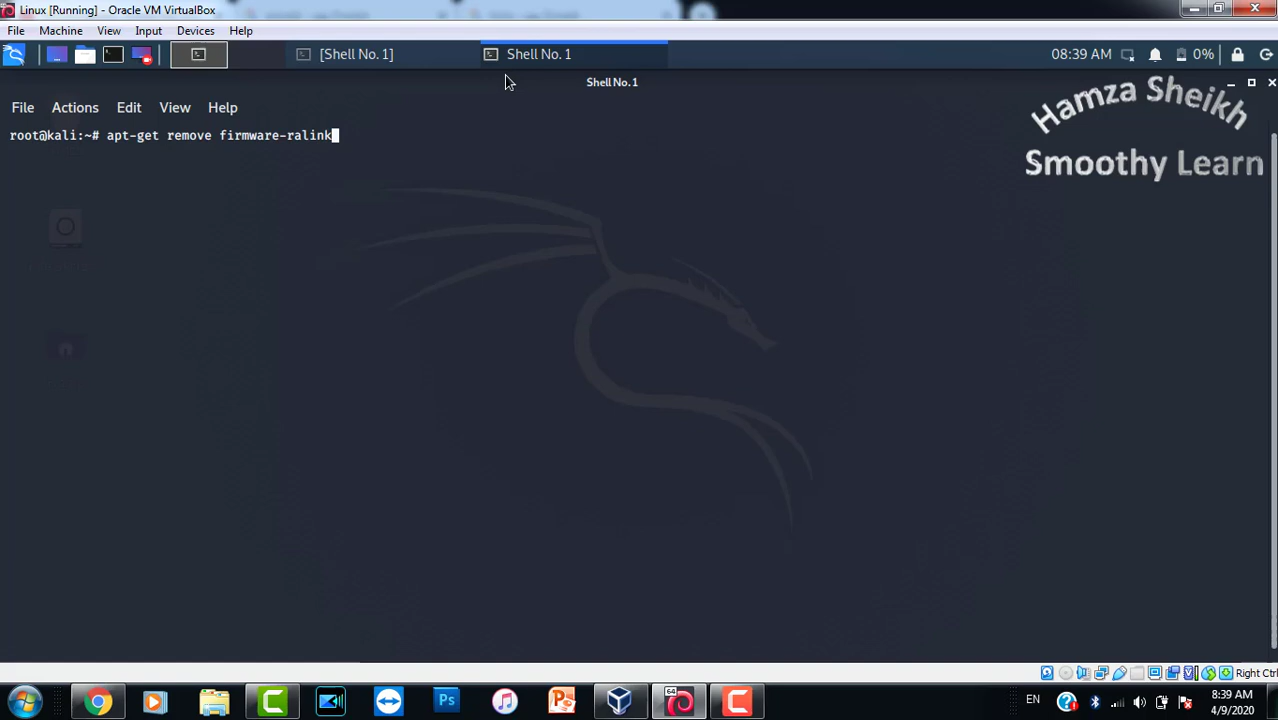 Linux [Running] - Oracle VM VirtualBox
File Machine View Input Devices Help
[Shell No. 1] Shell No. 1 08:39 AM 0%
Shell No. 1
File Actions Edit View Help
Hamza Sheikh
Smoothy Learn
root@kali:~# apt-get remove firmware-ralink
Right Ctrl
64
Ps
EN
8:39 AM
4/9/2020